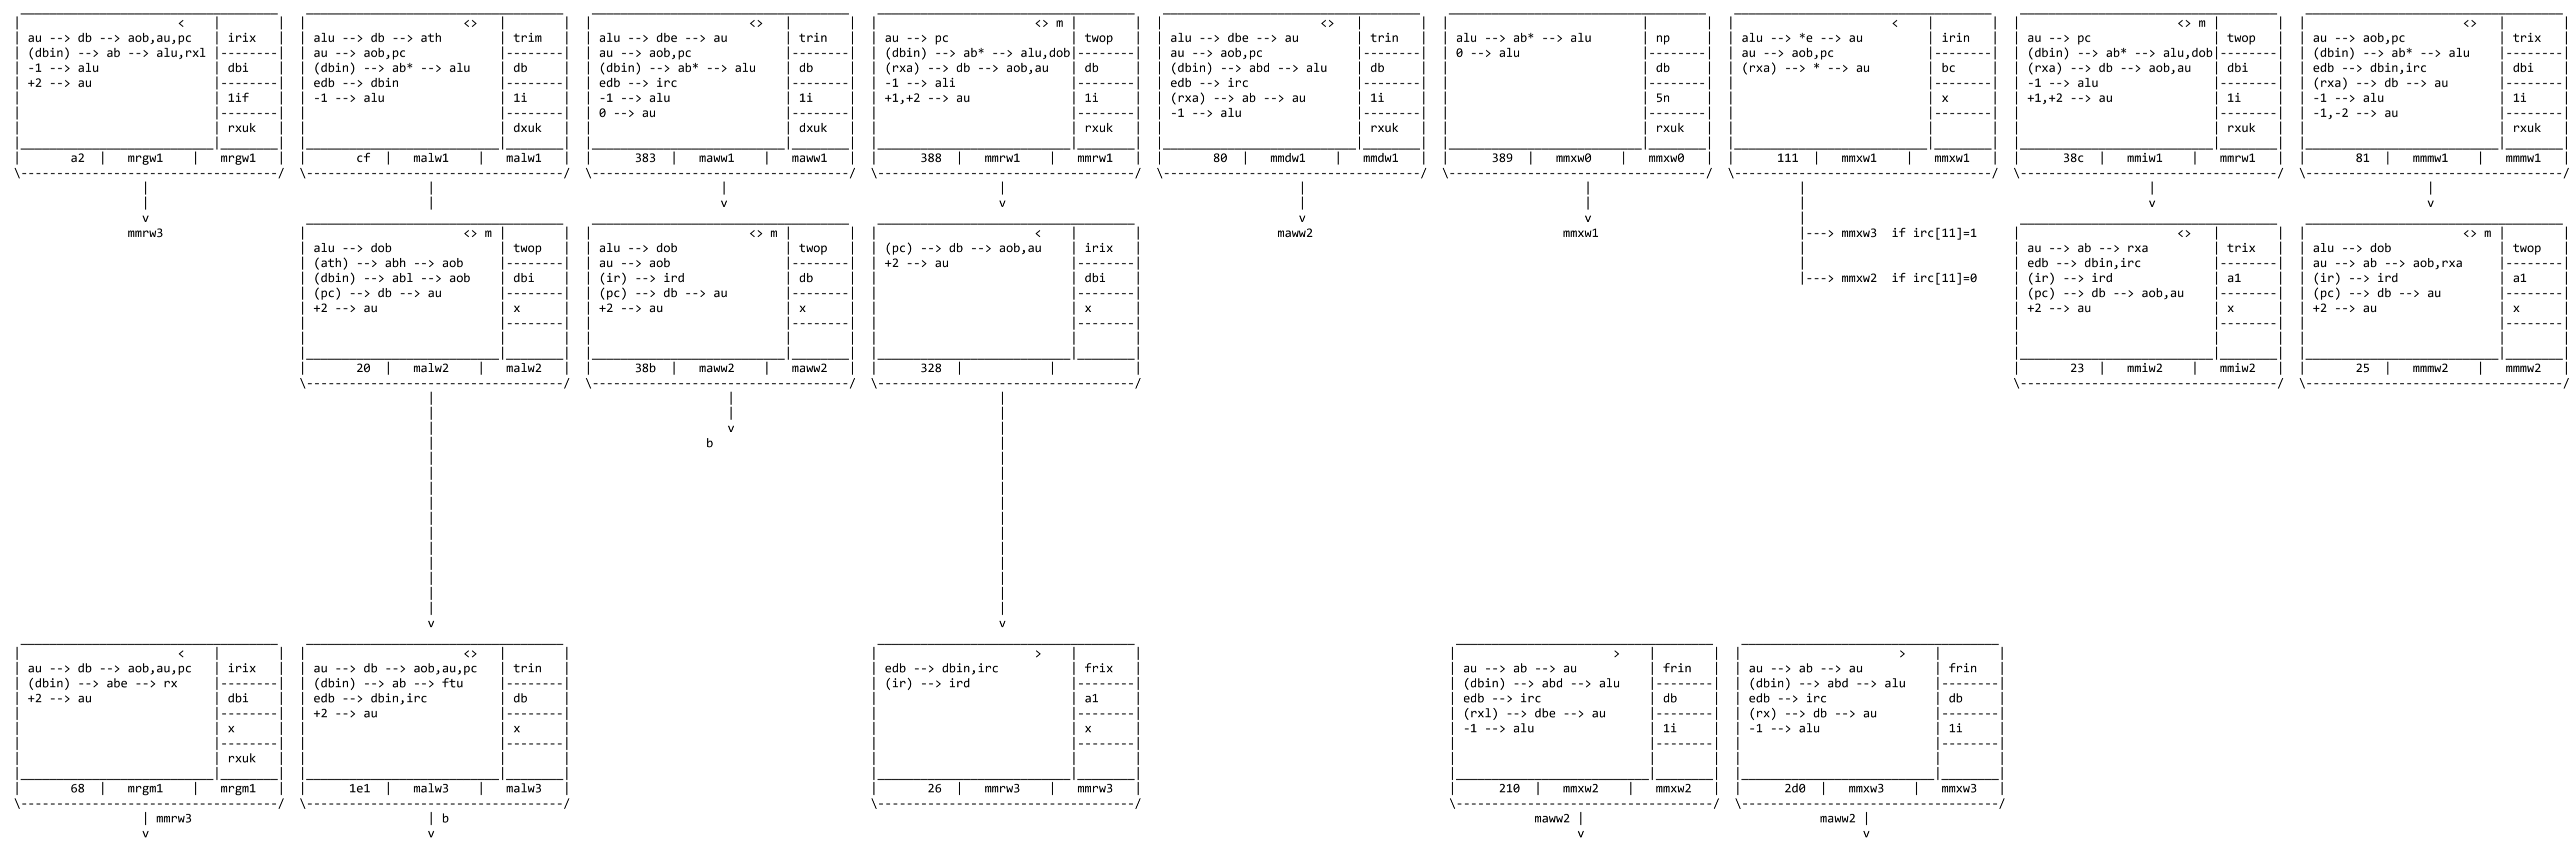 <
au --> db --> aob,au,pc irix
(dbin) --> ab --> alu,rxl
-1 --> alu dbi
+2 --> au
1if
rxuk
a2 | mrgw1 | mrgw1
mmrw3
<>
alu --> db --> ath trim
au --> aob,pc
(dbin) --> ab* --> alu db
edb --> dbin
-1 --> alu 1i
dxuk
cf | malw1 | malw1
<>
alu --> dbe --> au trin
au --> aob,pc
(dbin) --> ab* --> alu db
edb --> irc
-1 --> alu 1i
0 --> au
dxuk
383 | maww1 | maww1
<> m
au --> pc twop
(dbin) --> ab* --> alu,dob
(rxa) --> db --> aob,au db
-1 --> ali
+1,+2 --> au 1i
rxuk
388 | mmrw1 | mmrw1
<>
alu --> dbe --> au trin
au --> aob,pc
(dbin) --> abd --> alu db
edb --> irc
(rxa) --> ab --> au 1i
-1 --> alu
rxuk
80 | mmdw1 | mmdw1
maww2
alu --> ab* --> alu np
0 --> alu
db
5n
rxuk
389 | mmxw0 | mmxw0
mmxw1
<
alu --> *e --> au irin
au --> aob,pc
(rxa) --> * --> au bc
x
111 | mmxw1 | mmxw1
|---> mmxw3 if irc[11]=1
|---> mmxw2 if irc[11]=0
<> m
au --> pc twop
(dbin) --> ab* --> alu,dob
(rxa) --> db --> aob,au dbi
-1 --> alu
+1,+2 --> au 1i
rxuk
38c | mmiw1 | mmrw1
<>
au --> aob,pc trix
(dbin) --> ab* --> alu
edb --> dbin,irc dbi
(rxa) --> db --> au
-1 --> alu 1i
-1,-2 --> au
rxuk
81 | mmmw1 | mmmw1
<> m
alu --> dob twop
(ath) --> abh --> aob
(dbin) --> abl --> aob dbi
(pc) --> db --> au
+2 --> au x
20 | malw2 | malw2
<> m
alu --> dob twop
au --> aob
(ir) --> ird db
(pc) --> db --> au
+2 --> au x
38b | maww2 | maww2
b
<
(pc) --> db --> aob,au irix
+2 --> au
dbi
x
328 | |
<>
au --> ab --> rxa trix
edb --> dbin,irc
(ir) --> ird a1
(pc) --> db --> aob,au
+2 --> au x
23 | mmiw2 | mmiw2
<> m
alu --> dob twop
au --> ab --> aob,rxa
(ir) --> ird a1
(pc) --> db --> au
+2 --> au x
25 | mmmw2 | mmmw2
<
au --> db --> aob,au,pc irix
(dbin) --> abe --> rx
+2 --> au dbi
x
rxuk
68 | mrgm1 | mrgm1
mmrw3
<>
au --> db --> aob,au,pc trin
(dbin) --> ab --> ftu
edb --> dbin,irc db
+2 --> au
x
1e1 | malw3 | malw3
b
>
edb --> dbin,irc frix
(ir) --> ird
a1
x
26 | mmrw3 | mmrw3
>
au --> ab --> au frin
(dbin) --> abd --> alu
edb --> irc db
(rxl) --> dbe --> au
-1 --> alu 1i
210 | mmxw2 | mmxw2
maww2
>
au --> ab --> au frin
(dbin) --> abd --> alu
edb --> irc db
(rx) --> db --> au
-1 --> alu 1i
2d0 | mmxw3 | mmxw3
maww2